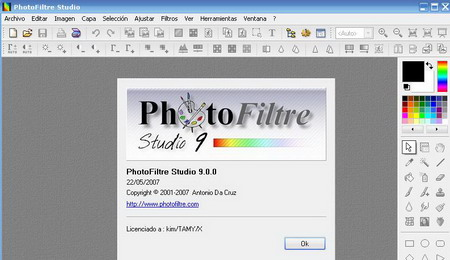 PhotoFiltre Studio
Archivo Editar Imagen Capa Selección Ajustar Filtros Ver Herramientas Ventana ?
<Auto>
PhotoFiltre
Studio 9
PhotoFiltre Studio 9.0.0
22/05/2007
Copyright © 2001-2007 Antonio Da Cruz
http://www.photofiltre.com
Licenciado a : kim/TAMY/X
Ok